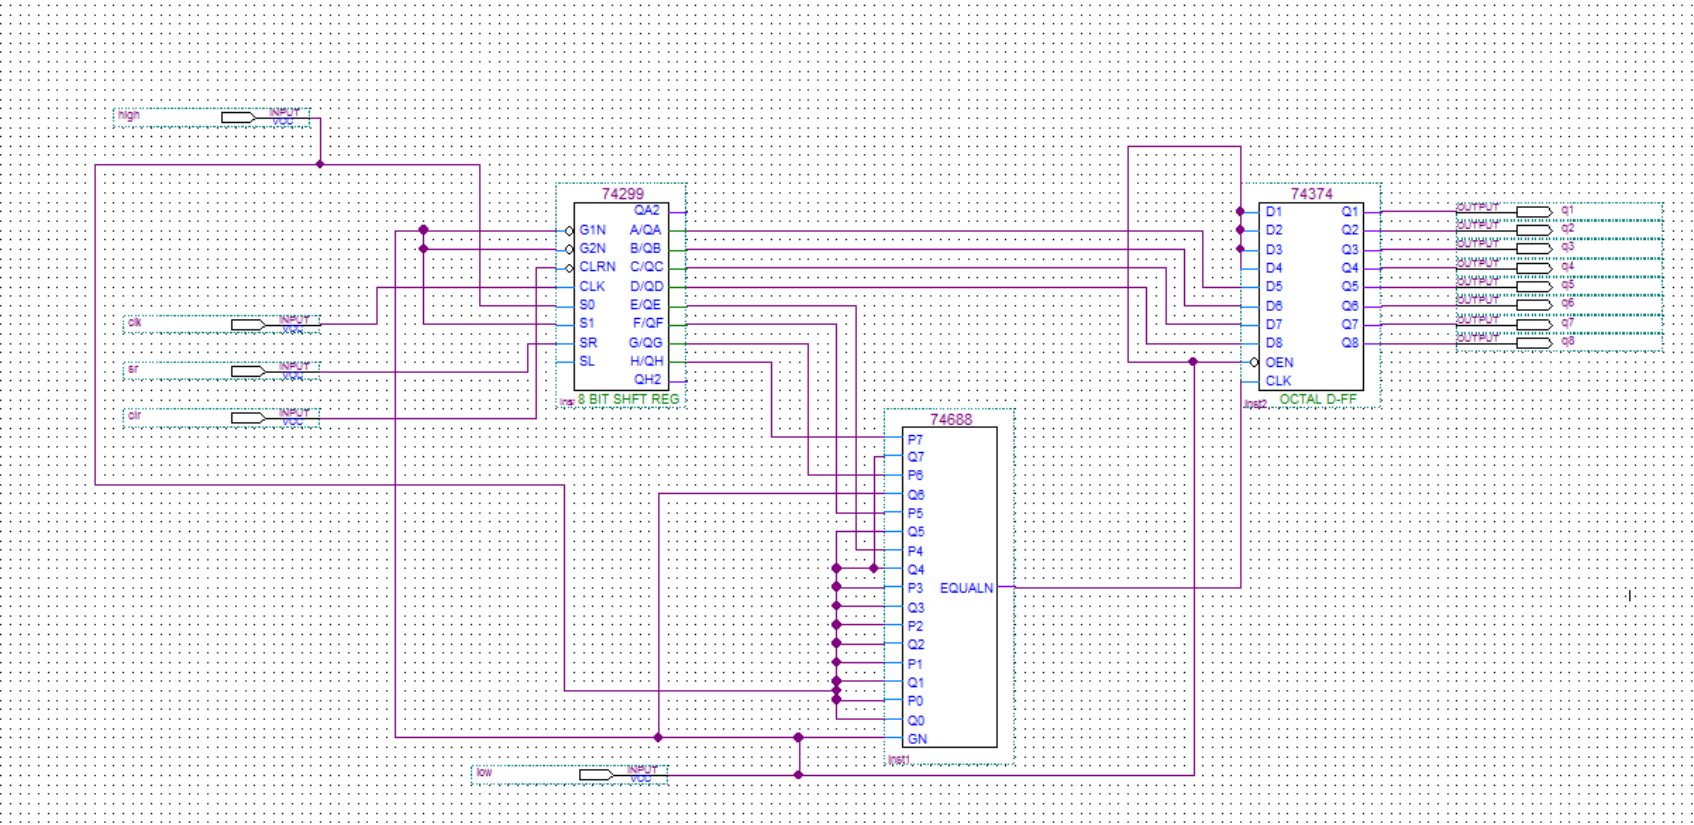 high INPUT VCC
clk INPUT VCC
sr INPUT VCC
clr INPUT VCC
74299
QA2
G1N A/QA
G2N B/QB
CLRN C/QC
CLK D/QD
S0 E/QE
S1 F/QF
SR G/QG
SL H/QH
QH2
8 BIT SHFT REG
74688
P7
Q7
P6
Q6
P5
Q5
P4
Q4
P3 EQUALN
Q3
P2
Q2
P1
Q1
P0
Q0
GN
inst1
low INPUT VCC
74374
D1 Q1 OUTPUT q1
D2 Q2 OUTPUT q2
D3 Q3 OUTPUT q3
D4 Q4 OUTPUT q4
D5 Q5 OUTPUT q5
D6 Q6 OUTPUT q6
D7 Q7 OUTPUT q7
D8 Q8 OUTPUT q8
OEN
CLK
inst2 OCTAL D-FF